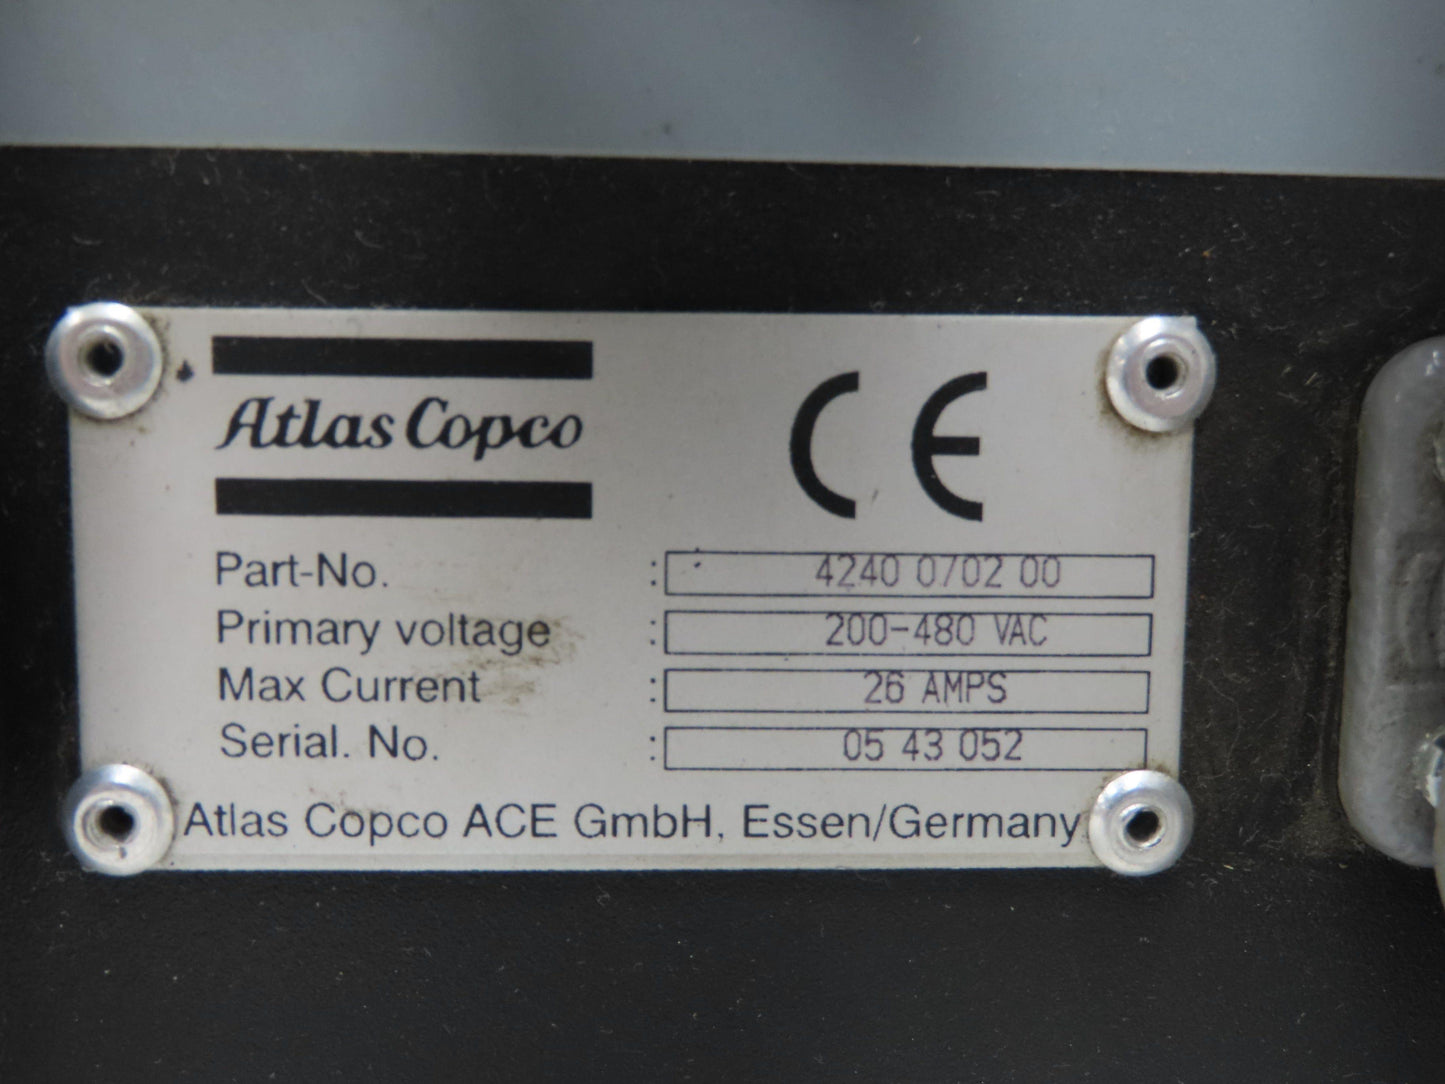 Atlas Copco
CE
Part-No. : 4240 0702 00
Primary voltage : 200-480 VAC
Max Current : 26 AMPS
Serial. No. : 05 43 052
Atlas Copco ACE GmbH, Essen/Germany